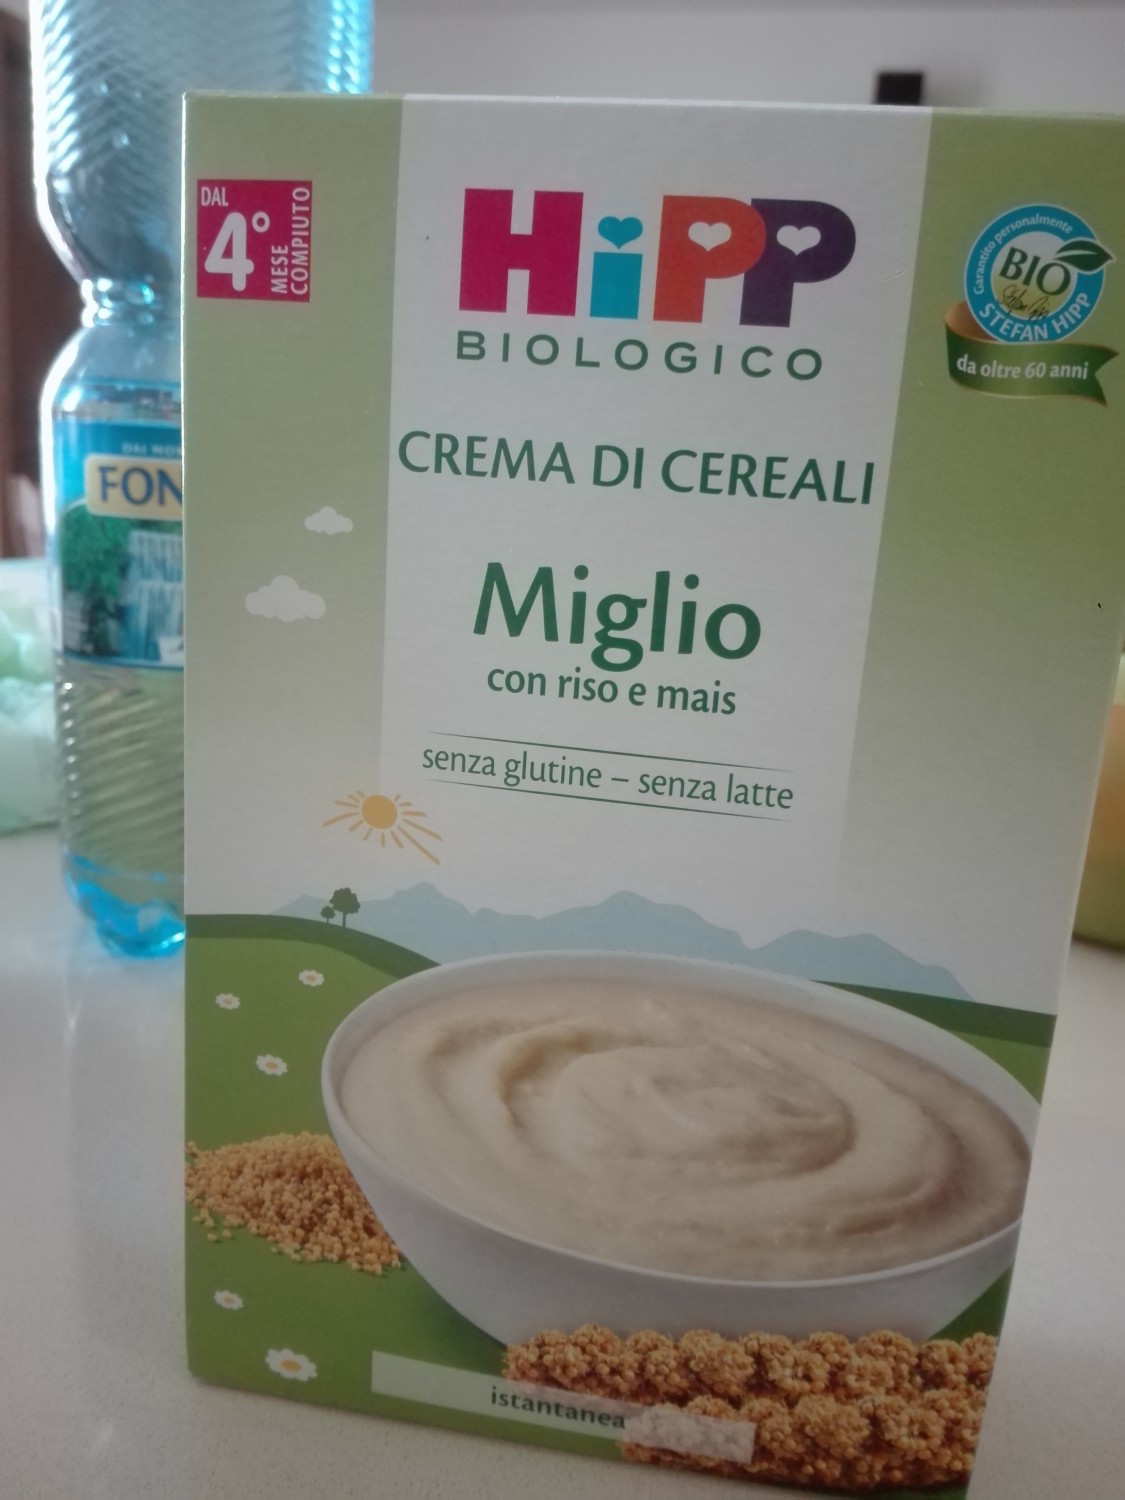 DAL
4°
MESE
COMPIUTO
HiPP
BIOLOGICO
Garantito personalmente
BIO
STEFAN HIPP
da oltre 60 anni
CREMA DI CEREALI
Miglio
con riso e mais
senza glutine – senza latte
istantanea
FON